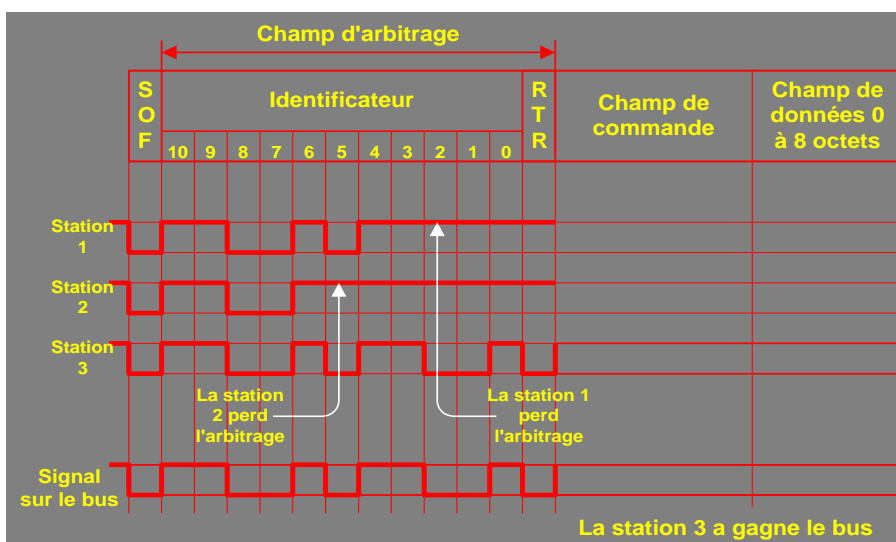 Champ d'arbitrage
S
O
F
Identificateur
R
T
R
Champ de
commande
Champ de
données 0
à 8 octets
10 9 8 7 6 5 4 3 2 1 0
Station
1
Station
2
Station
3
La station
2 perd
l'arbitrage
La station 1
perd
l'arbitrage
Signal
sur le bus
La station 3 a gagne le bus